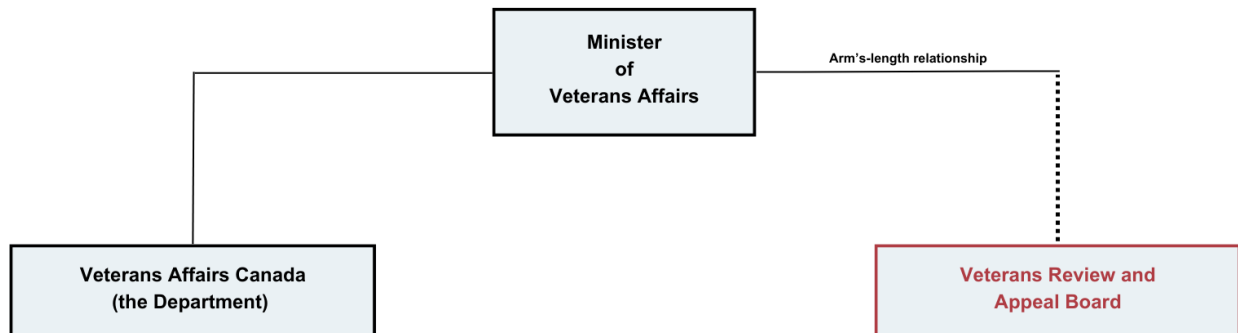 Minister
of
Veterans Affairs
Arm's-length relationship
Veterans Affairs Canada
(the Department)
Veterans Review and
Appeal Board